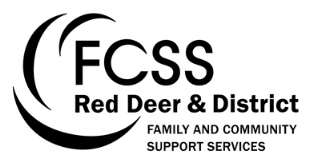 FCSS
Red Deer & District
FAMILY AND COMMUNITY
SUPPORT SERVICES